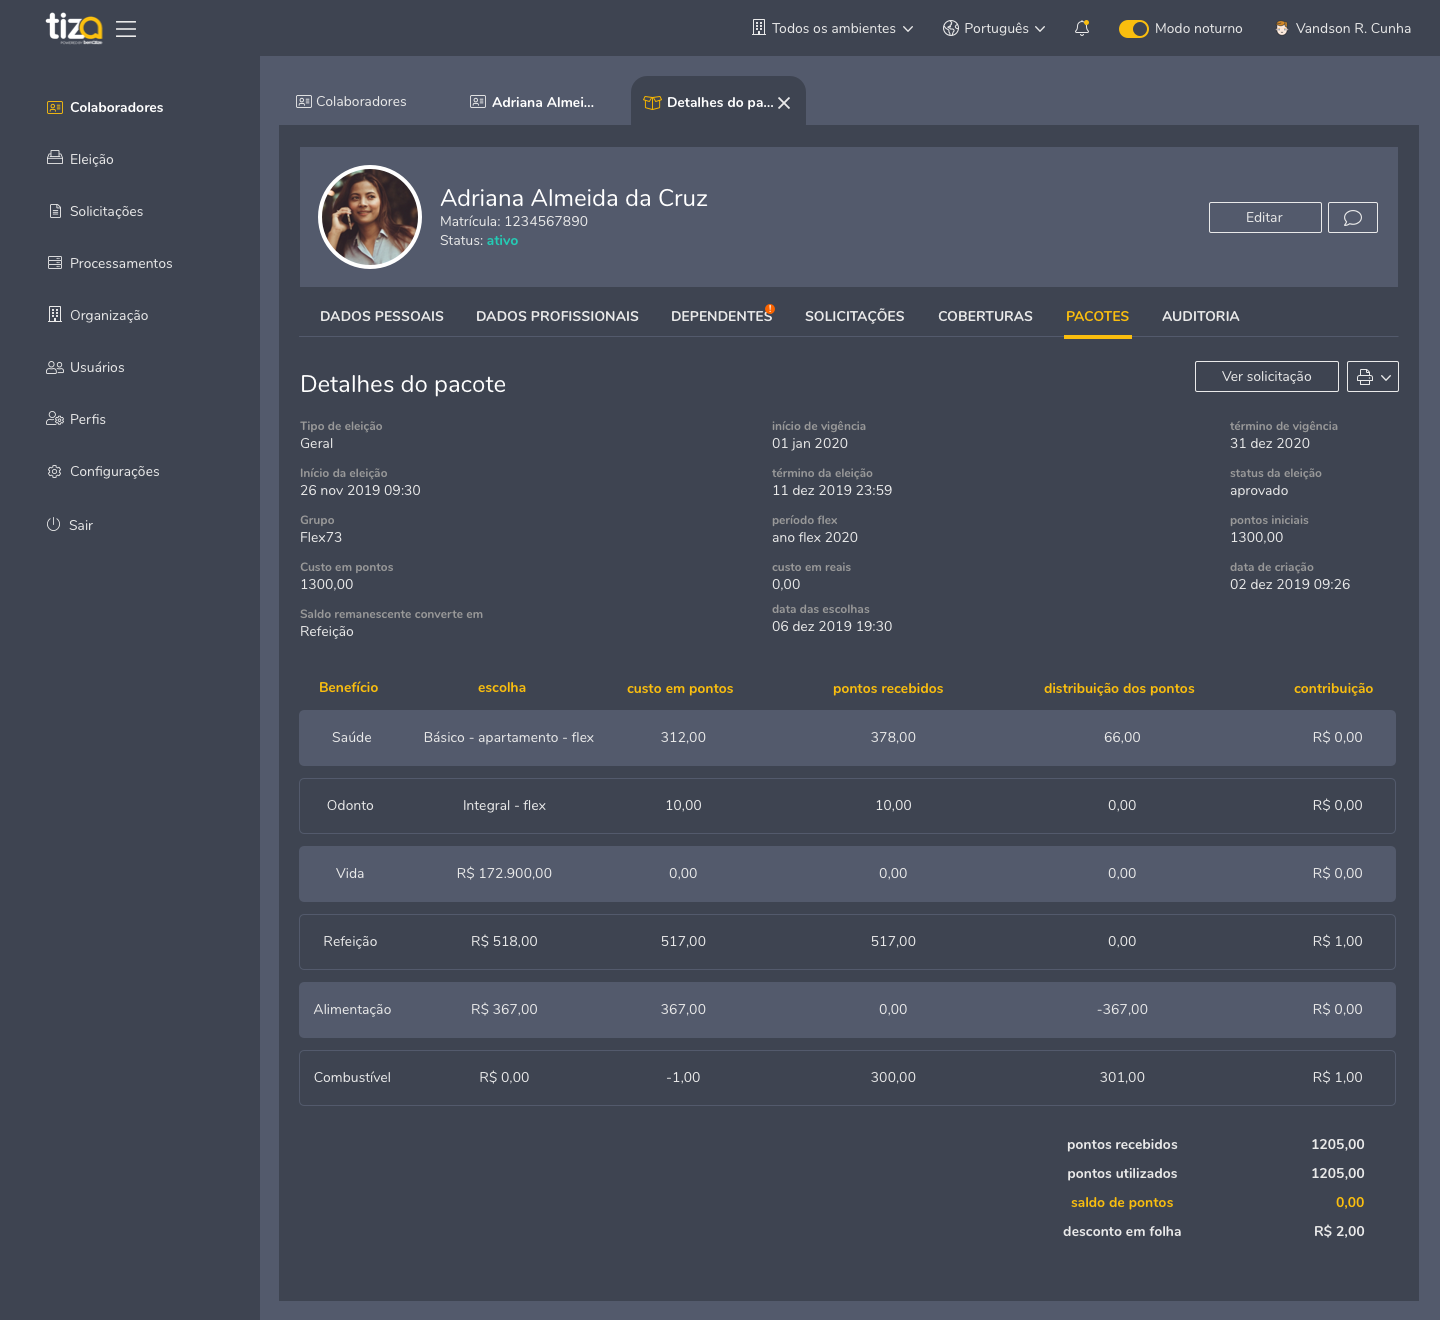 tiza
Todos os ambientes
Português
Modo noturno
Vandson R. Cunha
Colaboradores
Eleição
Solicitações
Processamentos
Organização
Usuários
Perfis
Configurações
Sair
Colaboradores
Adriana Almei...
Detalhes do pa...
Adriana Almeida da Cruz
Matrícula: 1234567890
Status: ativo
Editar
DADOS PESSOAIS
DADOS PROFISSIONAIS
DEPENDENTES
!
SOLICITAÇÕES
COBERTURAS
PACOTES
AUDITORIA
Detalhes do pacote
Ver solicitação
Tipo de eleição
Geral
início de vigência
01 jan 2020
término de vigência
31 dez 2020
Início da eleição
26 nov 2019 09:30
término da eleição
11 dez 2019 23:59
status da eleição
aprovado
Grupo
Flex73
período flex
ano flex 2020
pontos iniciais
1300,00
Custo em pontos
1300,00
custo em reais
0,00
data de criação
02 dez 2019 09:26
Saldo remanescente converte em
Refeição
data das escolhas
06 dez 2019 19:30
Benefício escolha custo em pontos pontos recebidos distribuição dos pontos contribuição
Saúde Básico - apartamento - flex 312,00 378,00 66,00 R$ 0,00
Odonto Integral - flex 10,00 10,00 0,00 R$ 0,00
Vida R$ 172.900,00 0,00 0,00 0,00 R$ 0,00
Refeição R$ 518,00 517,00 517,00 0,00 R$ 1,00
Alimentação R$ 367,00 367,00 0,00 -367,00 R$ 0,00
Combustível R$ 0,00 -1,00 300,00 301,00 R$ 1,00
pontos recebidos 1205,00
pontos utilizados 1205,00
saldo de pontos 0,00
desconto em folha R$ 2,00